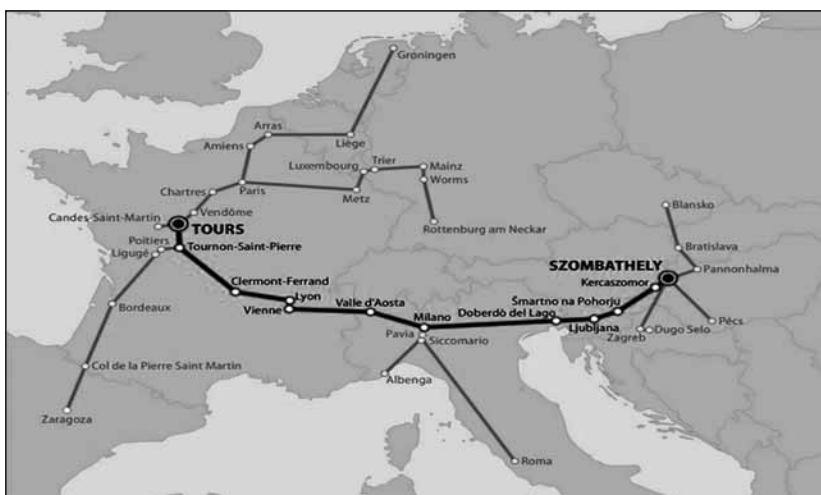 Groningen
Arras
Amiens
Liège
Luxembourg
Trier
Mainz
Worms
Chartres
Paris
Metz
Blansko
Candes-Saint-Martin
Vendôme
Rottenburg am Neckar
TOURS
Poitiers
Tournon-Saint-Pierre
Bratislava
Ligugé
SZOMBATHELY
Pannonhalma
Clermont-Ferrand
Kercaszomor
Lyon
Valle d'Aosta
Šmartno na Pohorju
Bordeaux
Vienne
Milano
Doberdò del Lago
Pécs
Ljubljana
Pavia
Zagreb
Dugo Selo
Siccomario
Col de la Pierre Saint Martin
Albenga
Zaragoza
Roma